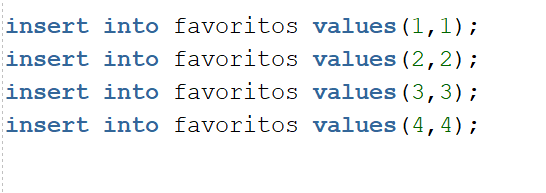 insert into favoritos values(1,1);
insert into favoritos values(2,2);
insert into favoritos values(3,3);
insert into favoritos values(4,4);